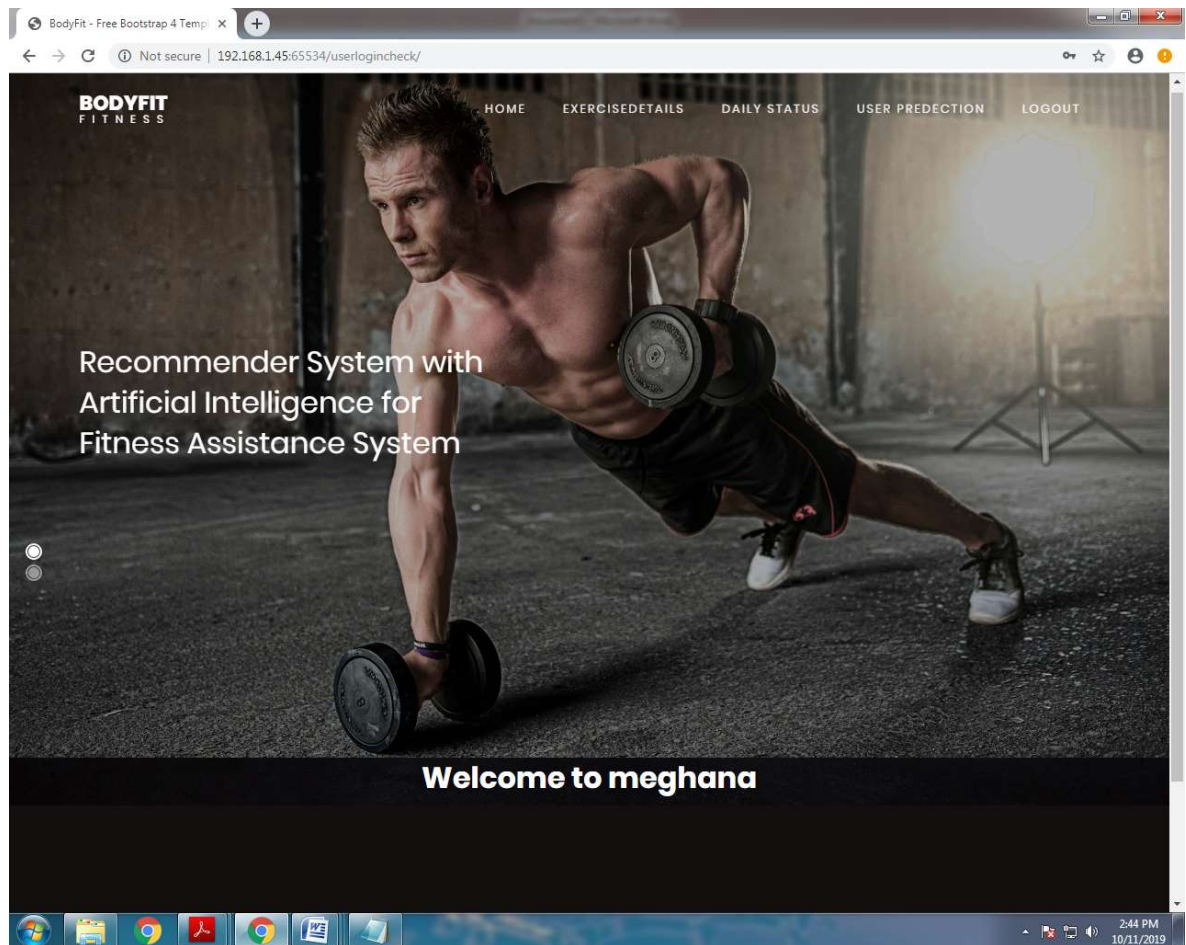 BodyFit - Free Bootstrap 4 Templ
Not secure | 192.168.1.45:65534/userlogincheck/
BODYFIT
FITNESS
HOME
EXERCISEDETAILS
DAILY STATUS
USER PREDECTION
LOGOUT
Recommender System with
Artificial Intelligence for
Fitness Assistance System
Welcome to meghana
2:44 PM
10/11/2019